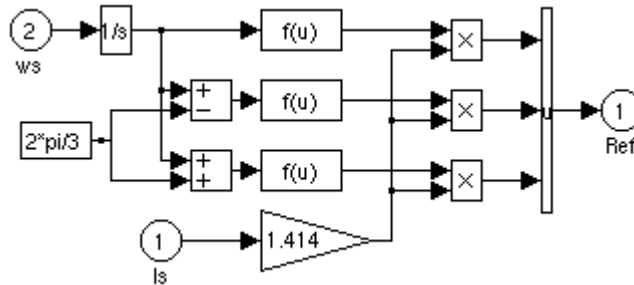 2
ws
1/s
f(u)
×
+
−
f(u)
×
2*pi/3
1
Ref
+
+
f(u)
×
1
Is
1.414